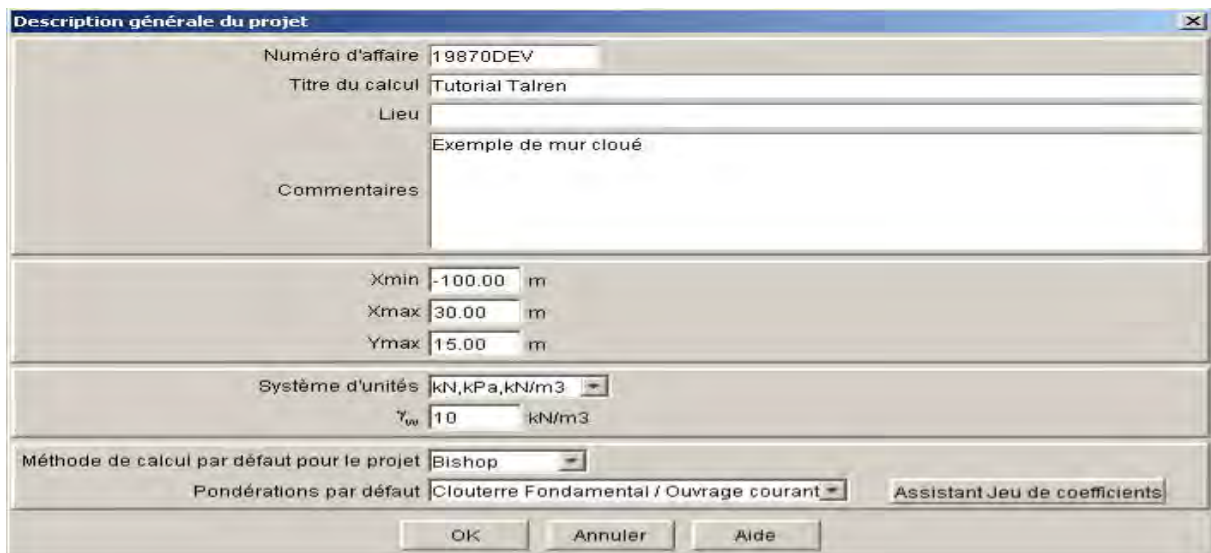 Description générale du projet
Numéro d'affaire 19870DEV
Titre du calcul Tutorial Talren
Lieu
Exemple de mur cloué
Commentaires
Xmin -100.00 m
Xmax 30.00 m
Ymax 15.00 m
Système d'unités kN,kPa,kN/m3
γw 10 kN/m3
Méthode de calcul par défaut pour le projet Bishop
Pondérations par défaut Clouterre Fondamental / Ouvrage courant Assistant Jeu de coefficients
OK Annuler Aide